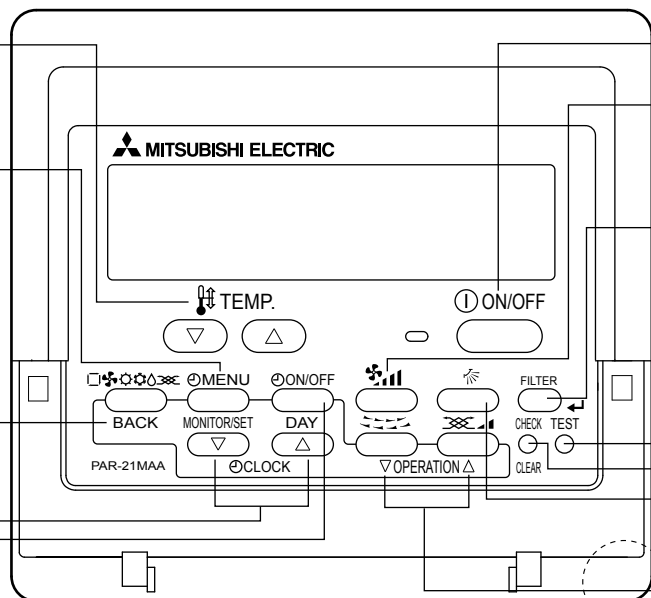 MITSUBISHI ELECTRIC
TEMP.
ON/OFF
MENU
ON/OFF
BACK
MONITOR/SET
DAY
FILTER
CHECK
TEST
PAR-21MAA
CLOCK
OPERATION
CLEAR